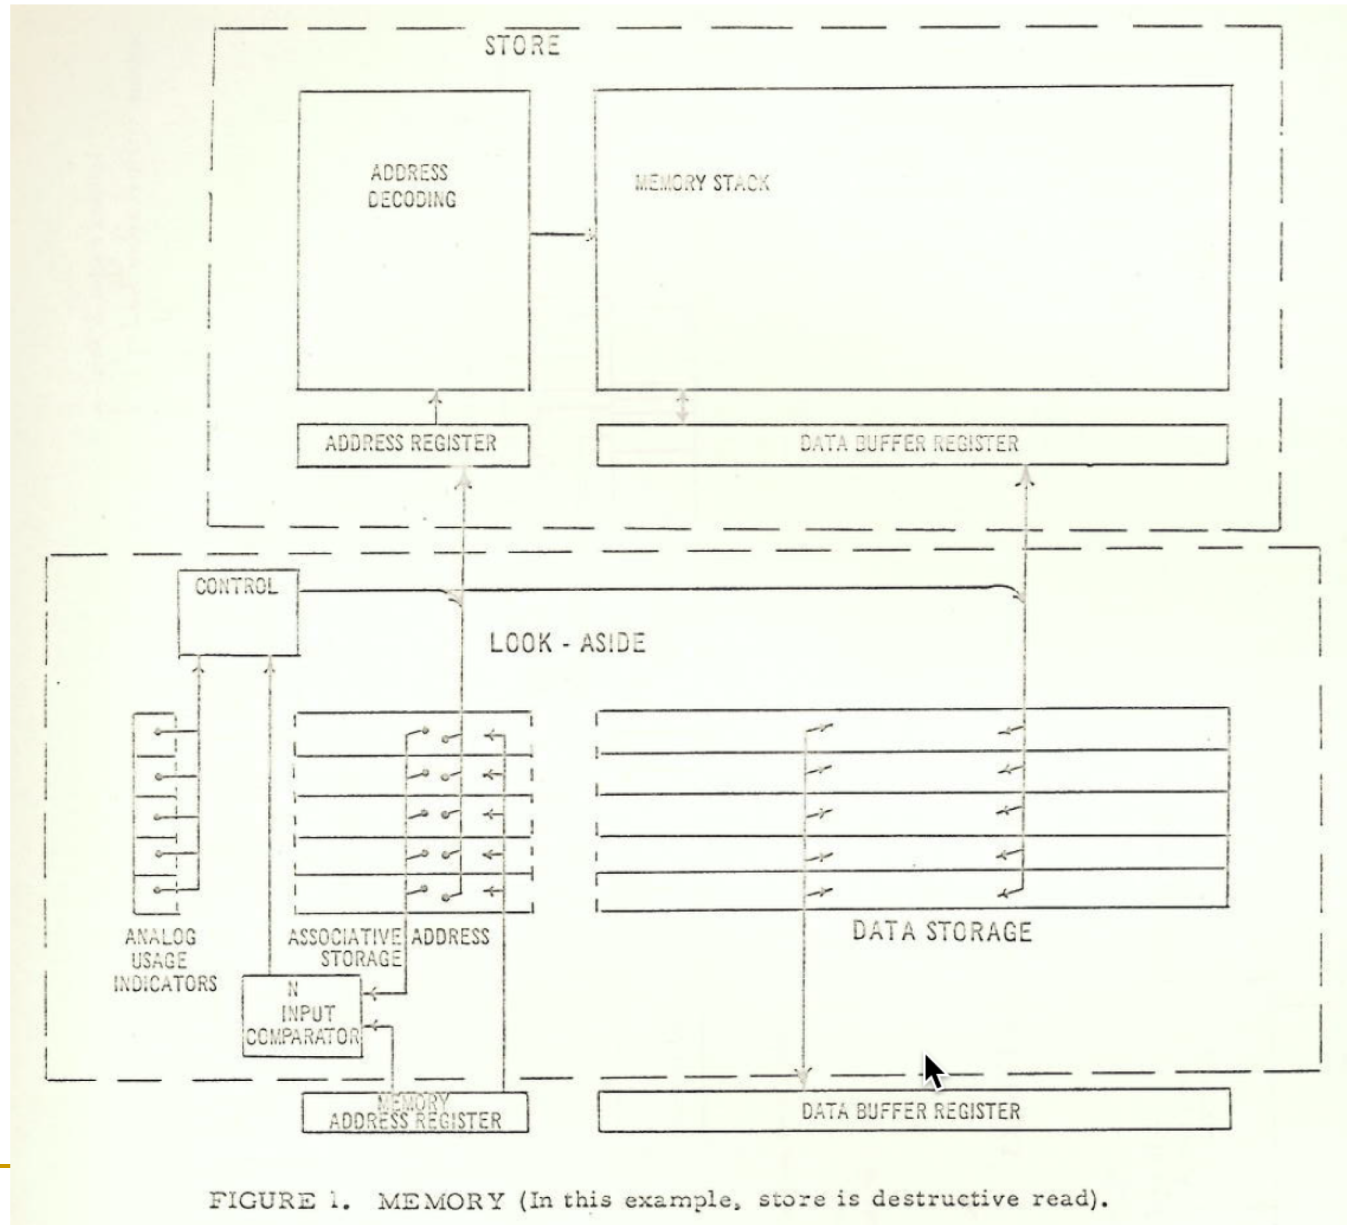 STORE
ADDRESS
DECODING
MEMORY STACK
ADDRESS REGISTER
DATA BUFFER REGISTER
CONTROL
LOOK - ASIDE
ANALOG
USAGE
INDICATORS
ASSOCIATIVE ADDRESS
STORAGE
DATA STORAGE
N
INPUT
COMPARATOR
MEMORY
ADDRESS REGISTER
DATA BUFFER REGISTER
FIGURE 1. MEMORY (In this example, store is destructive read).